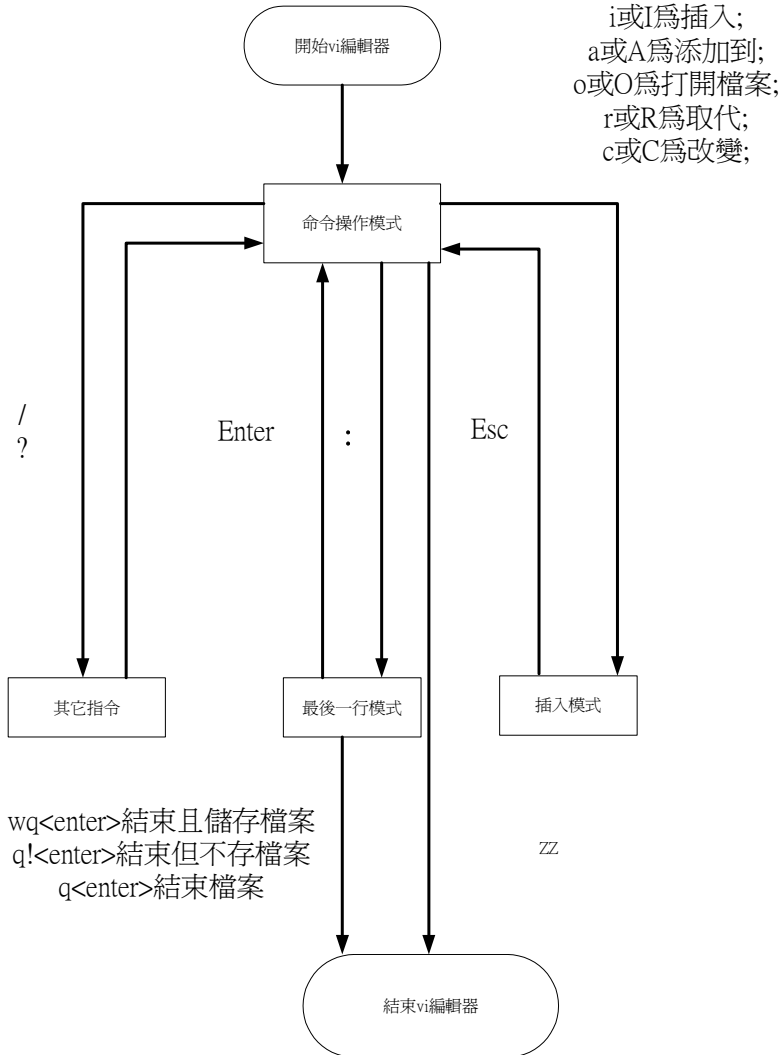 開始vi編輯器
i或I爲插入;
a或A爲添加到;
o或O爲打開檔案;
r或R爲取代;
c或C爲改變;
命令操作模式
/
?
Enter
:
Esc
其它指令
最後一行模式
插入模式
wq<enter>結束且儲存檔案
q!<enter>結束但不存檔案
q<enter>結束檔案
ZZ
結束vi編輯器